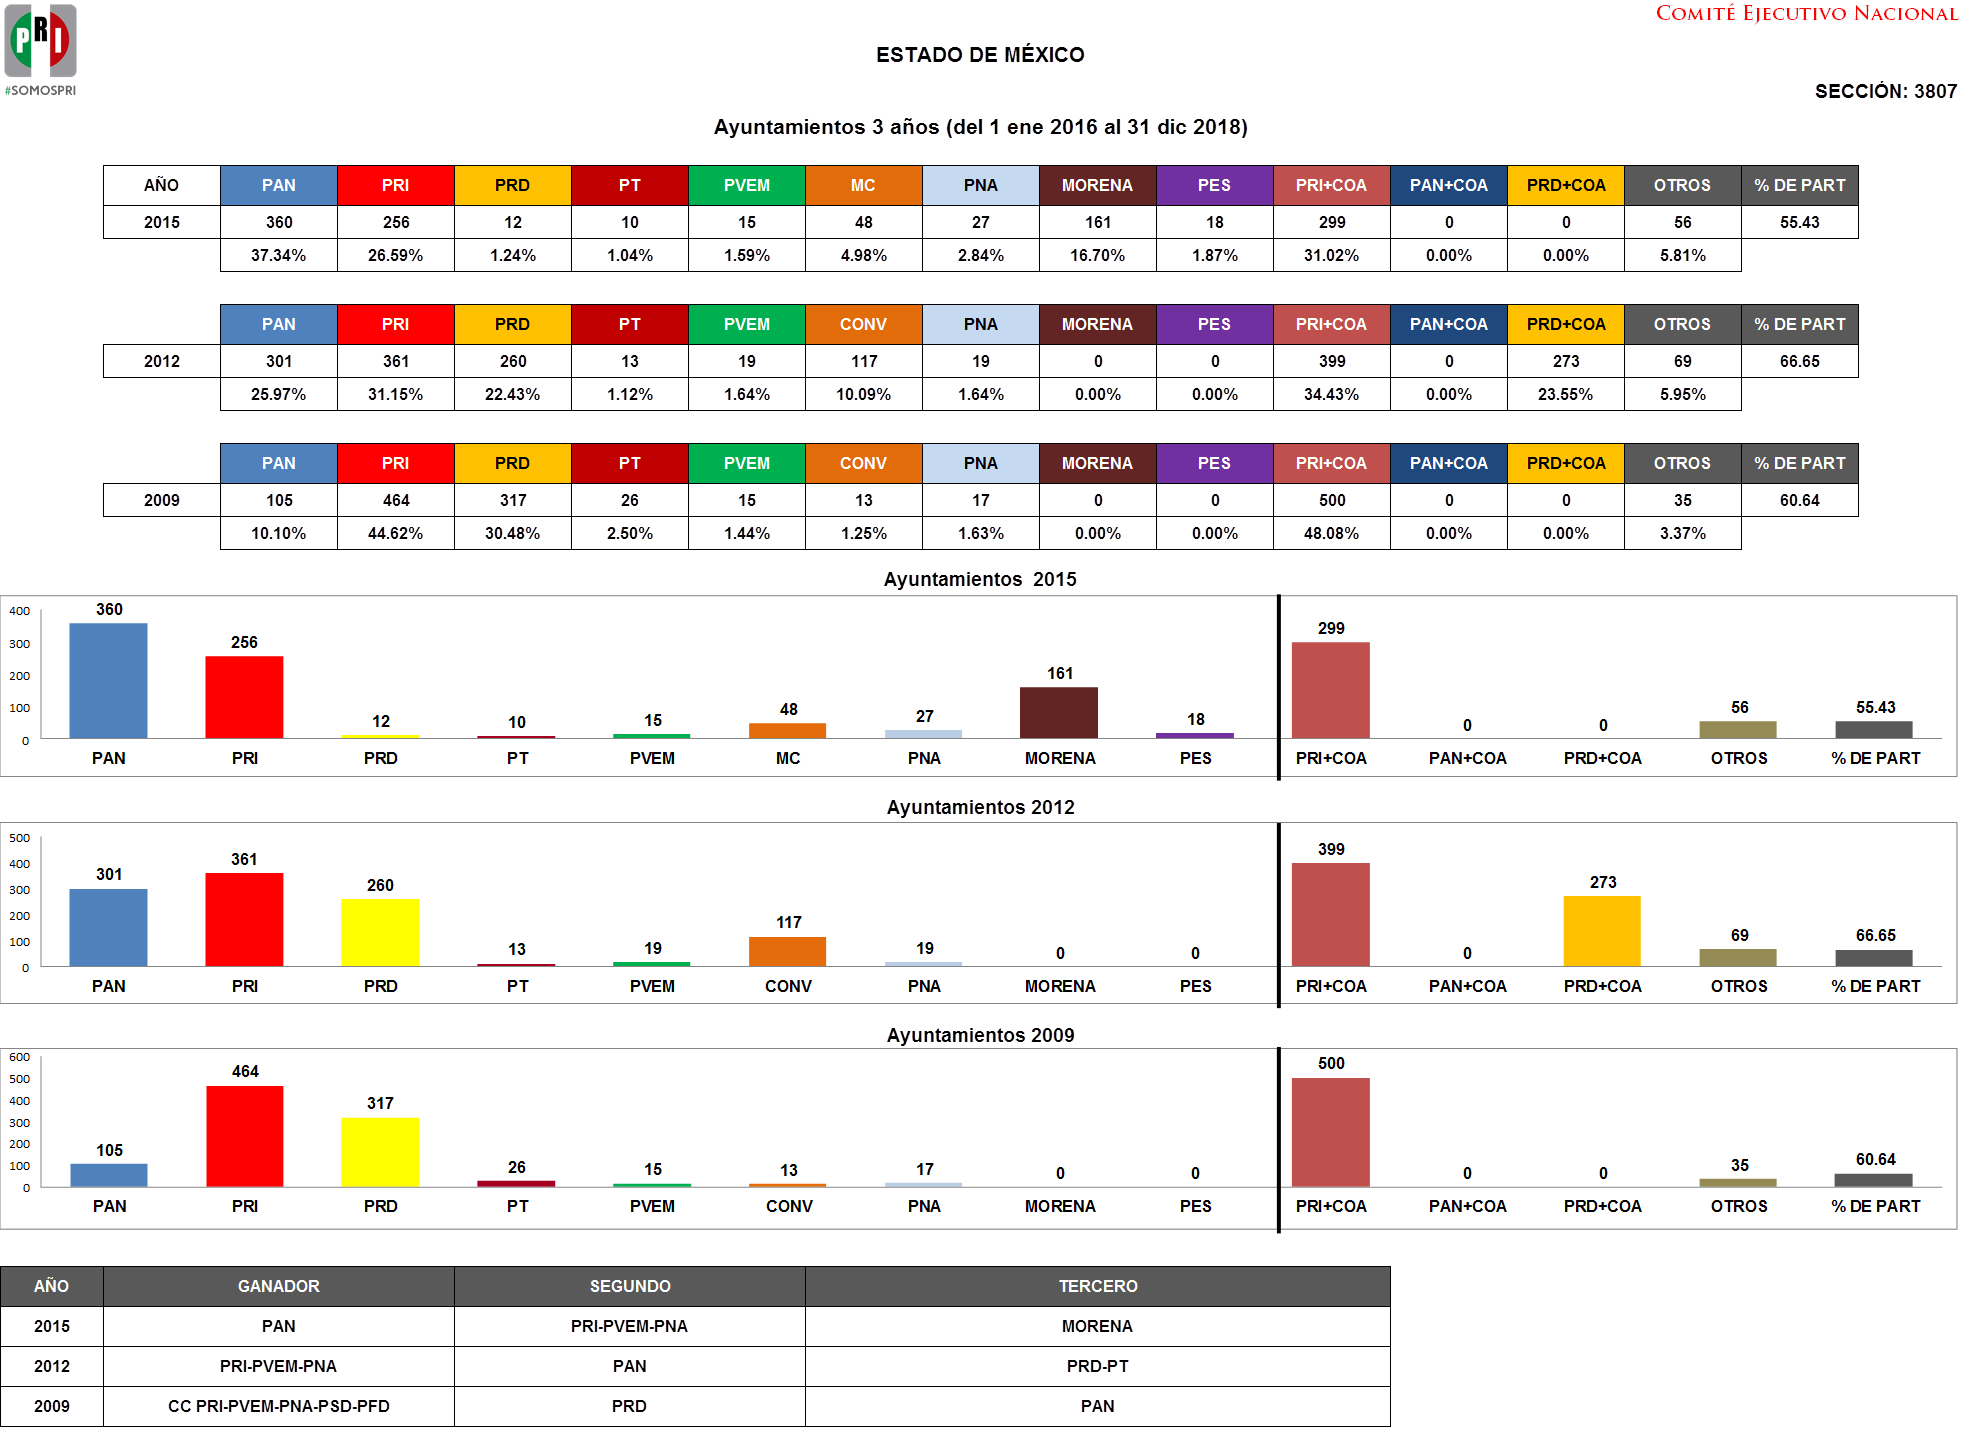 PRI
#SOMOSPRI
COMITÉ EJECUTIVO NACIONAL
ESTADO DE MÉXICO
SECCIÓN: 3807
Ayuntamientos 3 años (del 1 ene 2016 al 31 dic 2018)
AÑO PAN PRI PRD PT PVEM MC PNA MORENA PES PRI+COA PAN+COA PRD+COA OTROS % DE PART
2015 360 256 12 10 15 48 27 161 18 299 0 0 56 55.43
37.34% 26.59% 1.24% 1.04% 1.59% 4.98% 2.84% 16.70% 1.87% 31.02% 0.00% 0.00% 5.81%
PAN PRI PRD PT PVEM CONV PNA MORENA PES PRI+COA PAN+COA PRD+COA OTROS % DE PART
2012 301 361 260 13 19 117 19 0 0 399 0 273 69 66.65
25.97% 31.15% 22.43% 1.12% 1.64% 10.09% 1.64% 0.00% 0.00% 34.43% 0.00% 23.55% 5.95%
PAN PRI PRD PT PVEM CONV PNA MORENA PES PRI+COA PAN+COA PRD+COA OTROS % DE PART
2009 105 464 317 26 15 13 17 0 0 500 0 0 35 60.64
10.10% 44.62% 30.48% 2.50% 1.44% 1.25% 1.63% 0.00% 0.00% 48.08% 0.00% 0.00% 3.37%
Ayuntamientos 2015
400
300
200
100
0
360 256 12 10 15 48 27 161 18 299 0 0 56 55.43
PAN PRI PRD PT PVEM MC PNA MORENA PES PRI+COA PAN+COA PRD+COA OTROS % DE PART
Ayuntamientos 2012
500
400
300
200
100
0
301 361 260 13 19 117 19 0 0 399 0 273 69 66.65
PAN PRI PRD PT PVEM CONV PNA MORENA PES PRI+COA PAN+COA PRD+COA OTROS % DE PART
Ayuntamientos 2009
600
500
400
300
200
100
0
105 464 317 26 15 13 17 0 0 500 0 0 35 60.64
PAN PRI PRD PT PVEM CONV PNA MORENA PES PRI+COA PAN+COA PRD+COA OTROS % DE PART
AÑO GANADOR SEGUNDO TERCERO
2015 PAN PRI-PVEM-PNA MORENA
2012 PRI-PVEM-PNA PAN PRD-PT
2009 CC PRI-PVEM-PNA-PSD-PFD PRD PAN